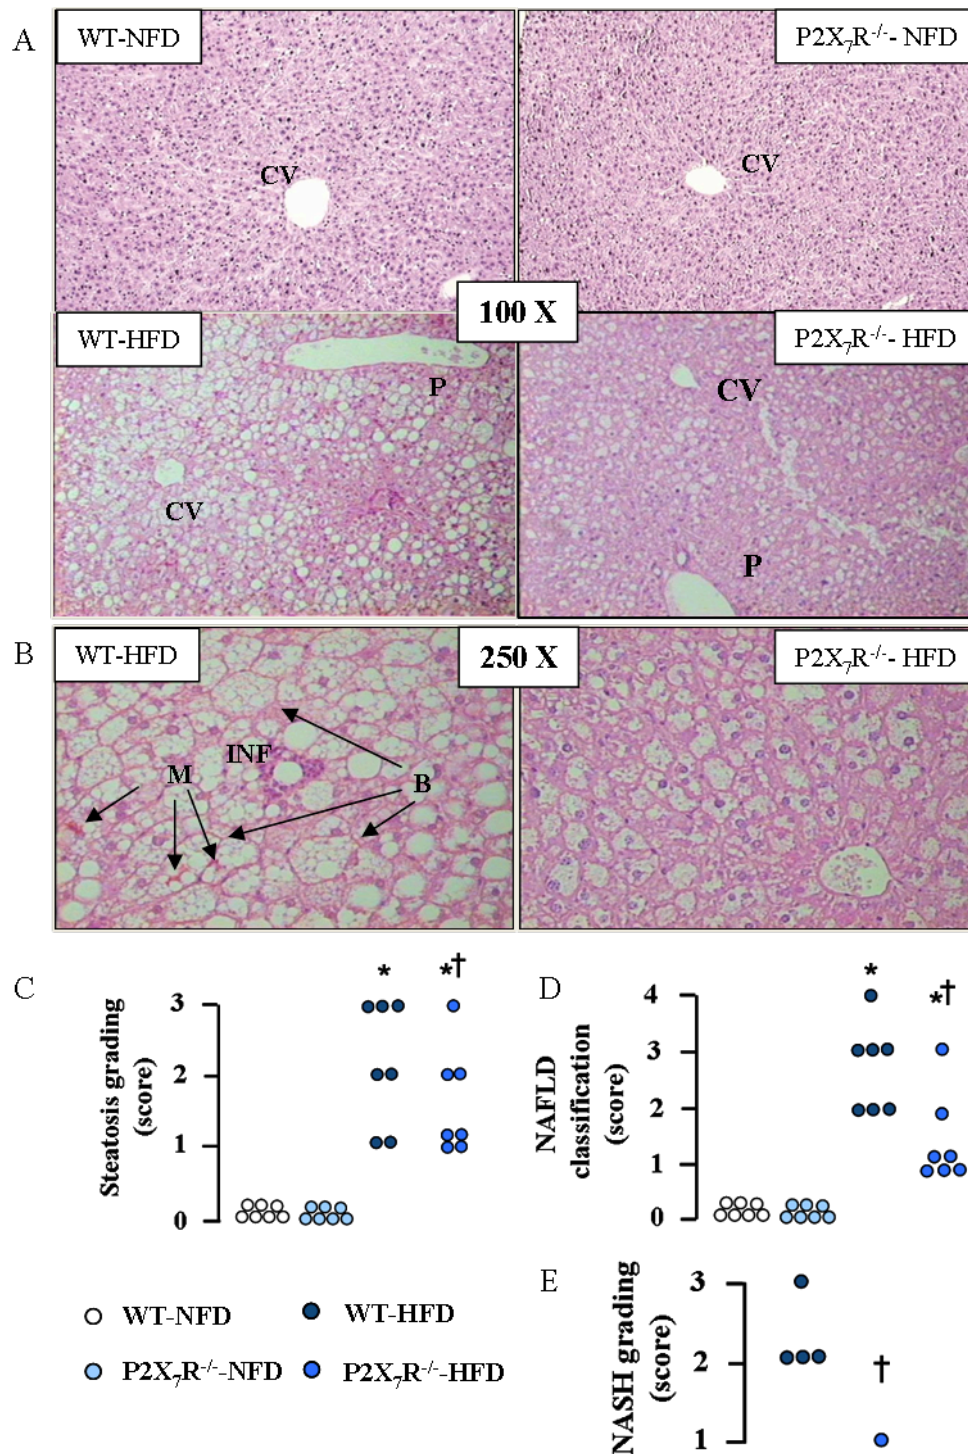 A
WT-NFD
P2X₇R⁻/⁻- NFD
CV
CV
100 X
WT-HFD
P2X₇R⁻/⁻- HFD
P
CV
CV
P
B
WT-HFD
250 X
P2X₇R⁻/⁻- HFD
INF
M
B
C
Steatosis grading
(score)
3
2
1
0
*
*†
D
NAFLD
classification
(score)
4
3
2
1
0
*
*†
WT-NFD
WT-HFD
P2X₇R⁻/⁻-NFD
P2X₇R⁻/⁻-HFD
E
NASH grading
(score)
3
2
1
†